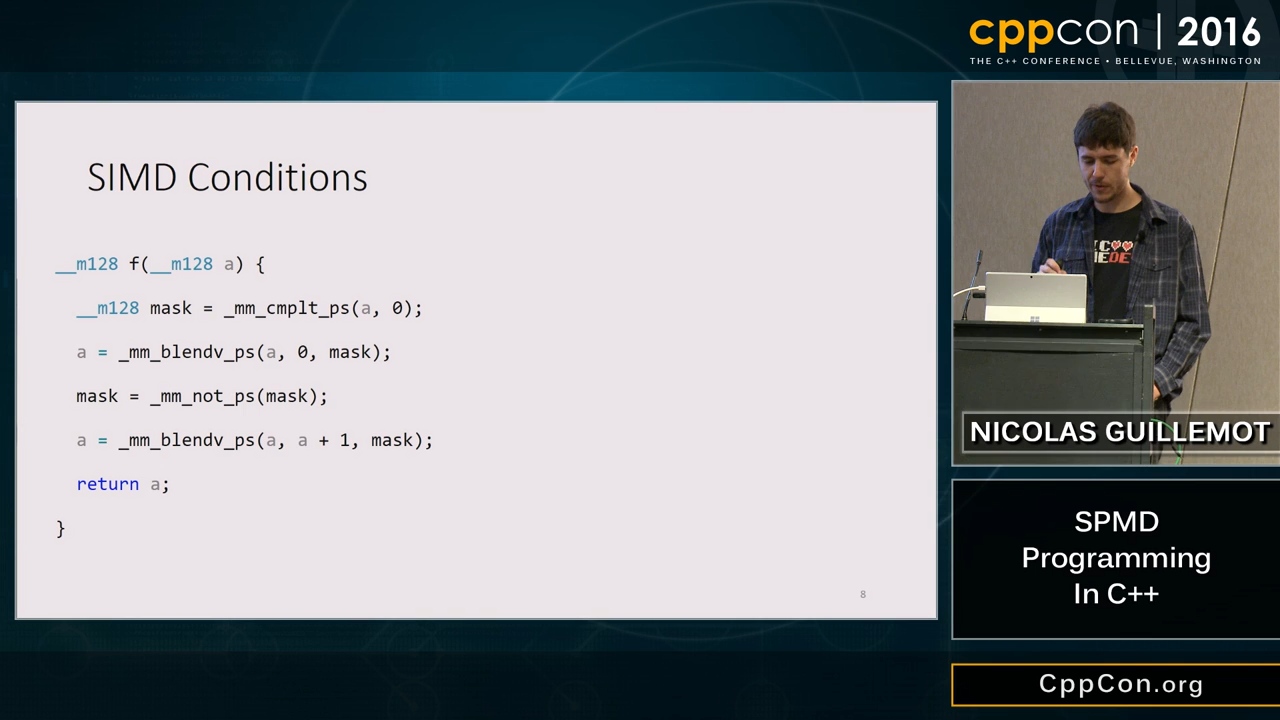 cppcon | 2016
THE C++ CONFERENCE • BELLEVUE, WASHINGTON
SIMD Conditions
__m128 f(__m128 a) {
__m128 mask = _mm_cmplt_ps(a, 0);
a = _mm_blendv_ps(a, 0, mask);
mask = _mm_not_ps(mask);
a = _mm_blendv_ps(a, a + 1, mask);
return a;
}
8
NICOLAS GUILLEMOT
SPMD
Programming
In C++
CppCon.org